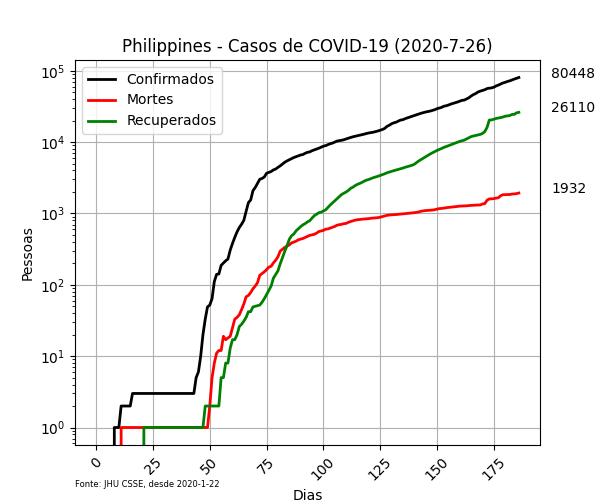 Philippines - Casos de COVID-19 (2020-7-26)
Confirmados
Mortes
Recuperados
80448
26110
1932
Pessoas
10^5
10^4
10^3
10^2
10^1
10^0
0
25
50
75
100
125
150
175
Fonte: JHU CSSE, desde 2020-1-22
Dias